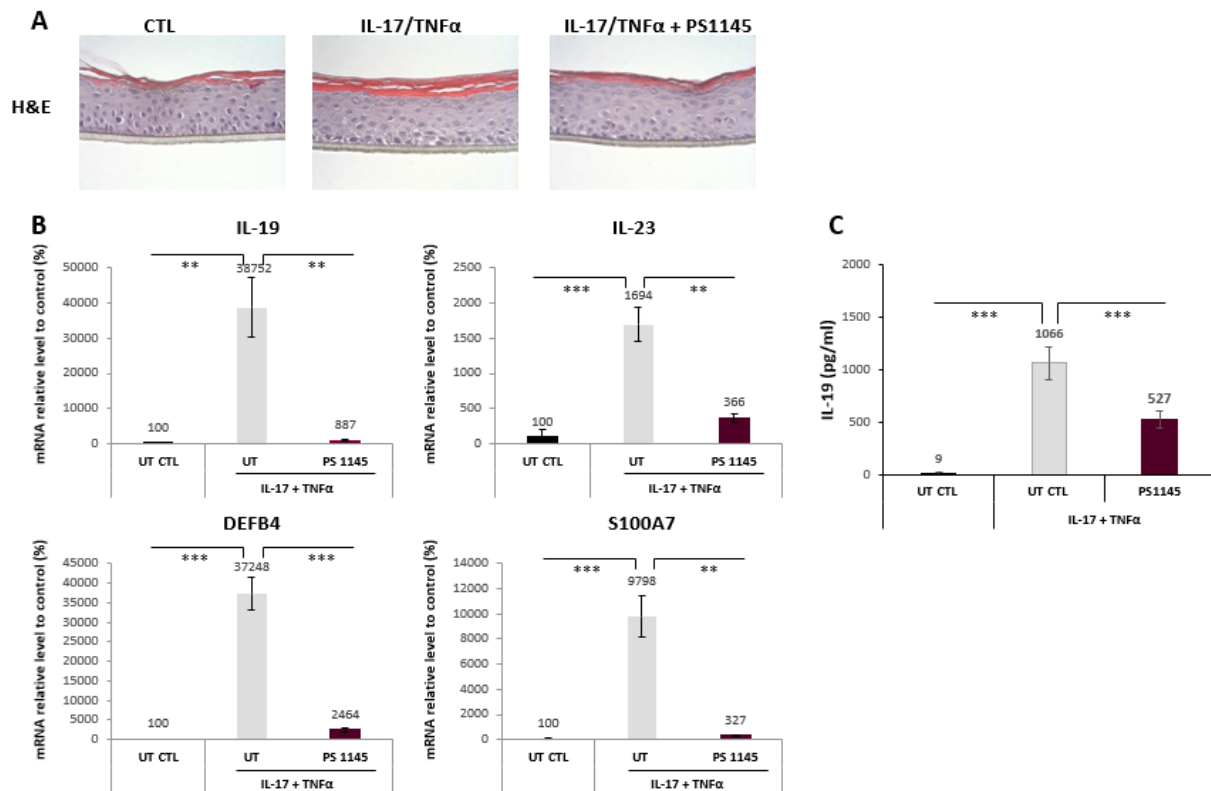 A
CTL
IL-17/TNFα
IL-17/TNFα + PS1145
H&E
B
IL-19
mRNA relative level to control (%)
50000
40000
30000
20000
10000
0
** **
38752
100
887
UT CTL UT PS 1145
IL-17 + TNFα
IL-23
mRNA relative level to control (%)
2500
2000
1500
1000
500
0
*** **
1694
100
366
UT CTL UT PS 1145
IL-17 + TNFα
C
IL-19 (pg/ml)
2000
1500
1000
500
0
*** ***
1066
527
9
UT CTL UT CTL PS1145
IL-17 + TNFα
DEFB4
mRNA relative level to control (%)
45000
40000
35000
30000
25000
20000
15000
10000
5000
0
*** ***
37248
100
2464
UT CTL UT PS 1145
IL-17 + TNFα
S100A7
mRNA relative level to control (%)
14000
12000
10000
8000
6000
4000
2000
0
*** **
9798
100
327
UT CTL UT PS 1145
IL-17 + TNFα